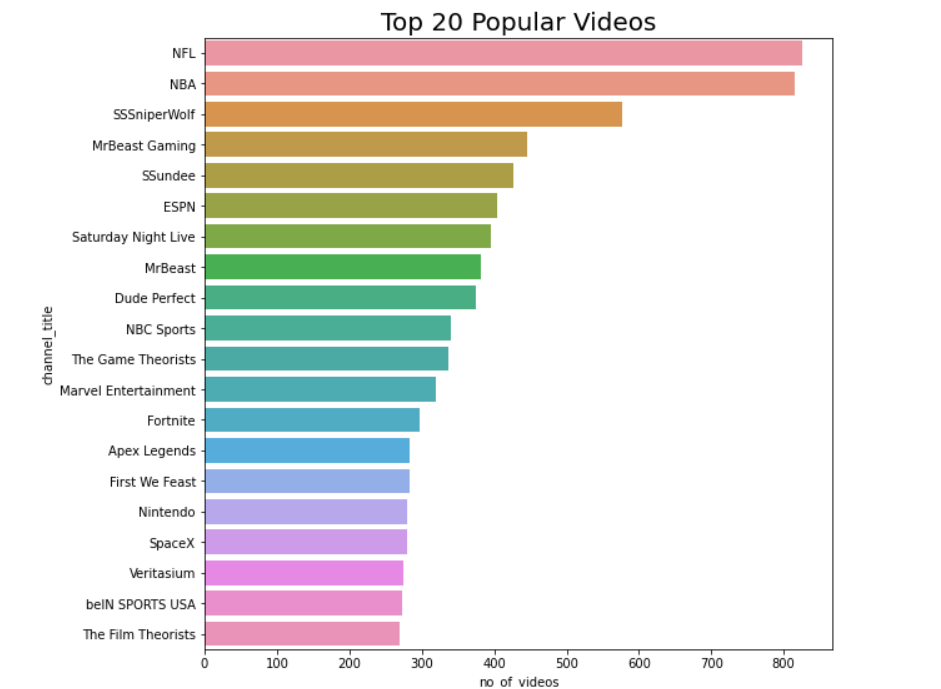 Top 20 Popular Videos
NFL
NBA
SSSniperWolf
MrBeast Gaming
SSundee
ESPN
Saturday Night Live
MrBeast
Dude Perfect
NBC Sports
The Game Theorists
Marvel Entertainment
Fortnite
Apex Legends
First We Feast
Nintendo
SpaceX
Veritasium
beIN SPORTS USA
The Film Theorists
channel_title
0 100 200 300 400 500 600 700 800
no_of_videos